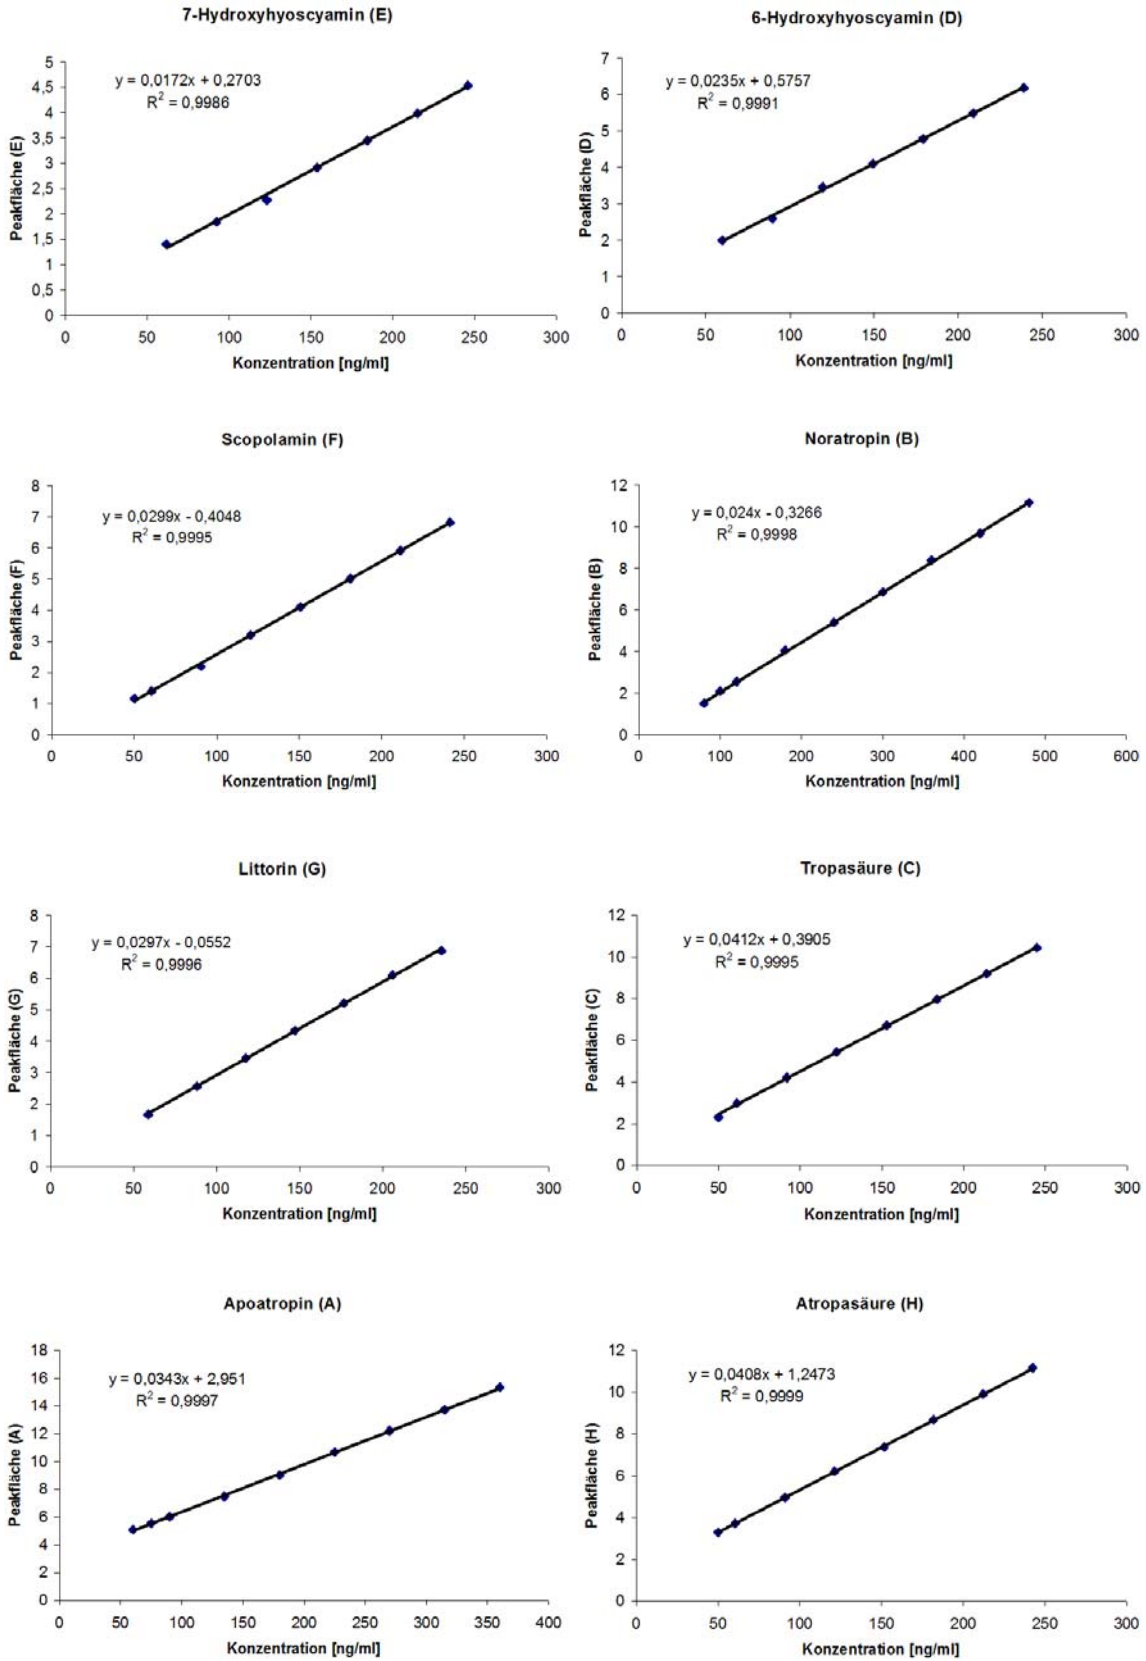 7-Hydroxyhyoscyamin (E)
y = 0,0172x + 0,2703
R² = 0,9986
Peakfläche (E)
5
4,5
4
3,5
3
2,5
2
1,5
1
0,5
0
0 50 100 150 200 250 300
Konzentration [ng/ml]
6-Hydroxyhyoscyamin (D)
y = 0,0235x + 0,5757
R² = 0,9991
Peakfläche (D)
7
6
5
4
3
2
1
0
0 50 100 150 200 250 300
Konzentration [ng/ml]
Scopolamin (F)
y = 0,0299x - 0,4048
R² = 0,9995
Peakfläche (F)
8
7
6
5
4
3
2
1
0
0 50 100 150 200 250 300
Konzentration [ng/ml]
Noratropin (B)
y = 0,024x - 0,3266
R² = 0,9998
Peakfläche (B)
12
10
8
6
4
2
0
0 100 200 300 400 500 600
Konzentration [ng/ml]
Littorin (G)
y = 0,0297x - 0,0552
R² = 0,9996
Peakfläche (G)
8
7
6
5
4
3
2
1
0
0 50 100 150 200 250 300
Konzentration [ng/ml]
Tropasäure (C)
y = 0,0412x + 0,3905
R² = 0,9995
Peakfläche (C)
12
10
8
6
4
2
0
0 50 100 150 200 250 300
Konzentration [ng/ml]
Apoatropin (A)
y = 0,0343x + 2,951
R² = 0,9997
Peakfläche (A)
18
16
14
12
10
8
6
4
2
0
0 50 100 150 200 250 300 350 400
Konzentration [ng/ml]
Atropasäure (H)
y = 0,0408x + 1,2473
R² = 0,9999
Peakfläche (H)
12
10
8
6
4
2
0
0 50 100 150 200 250 300
Konzentration [ng/ml]